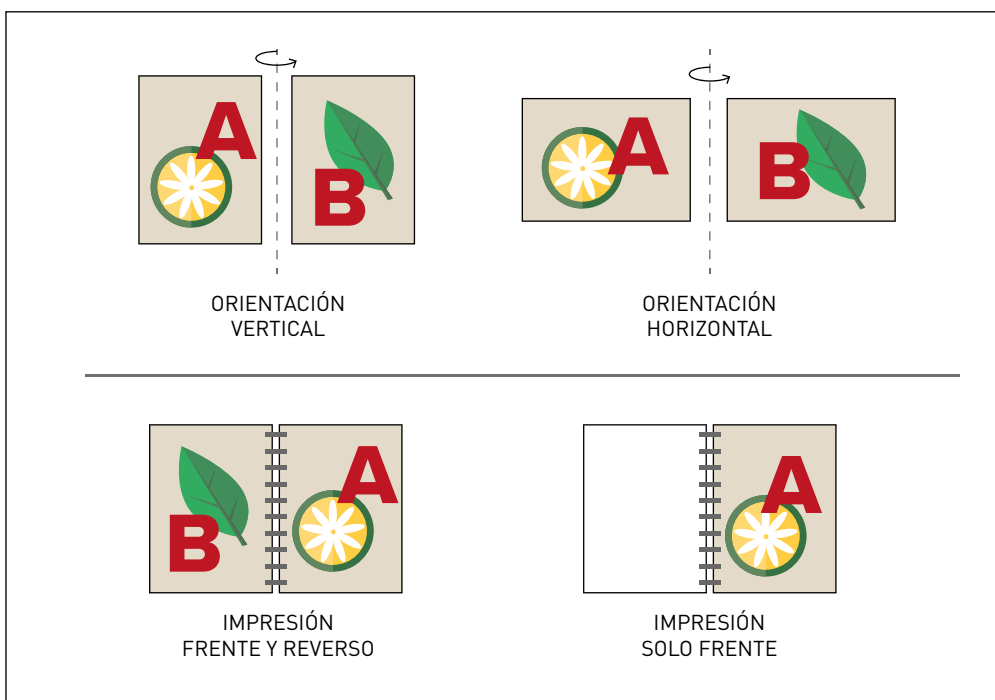 A
B
A
B
ORIENTACIÓN
VERTICAL
ORIENTACIÓN
HORIZONTAL
B
A
A
IMPRESIÓN
FRENTE Y REVERSO
IMPRESIÓN
SOLO FRENTE